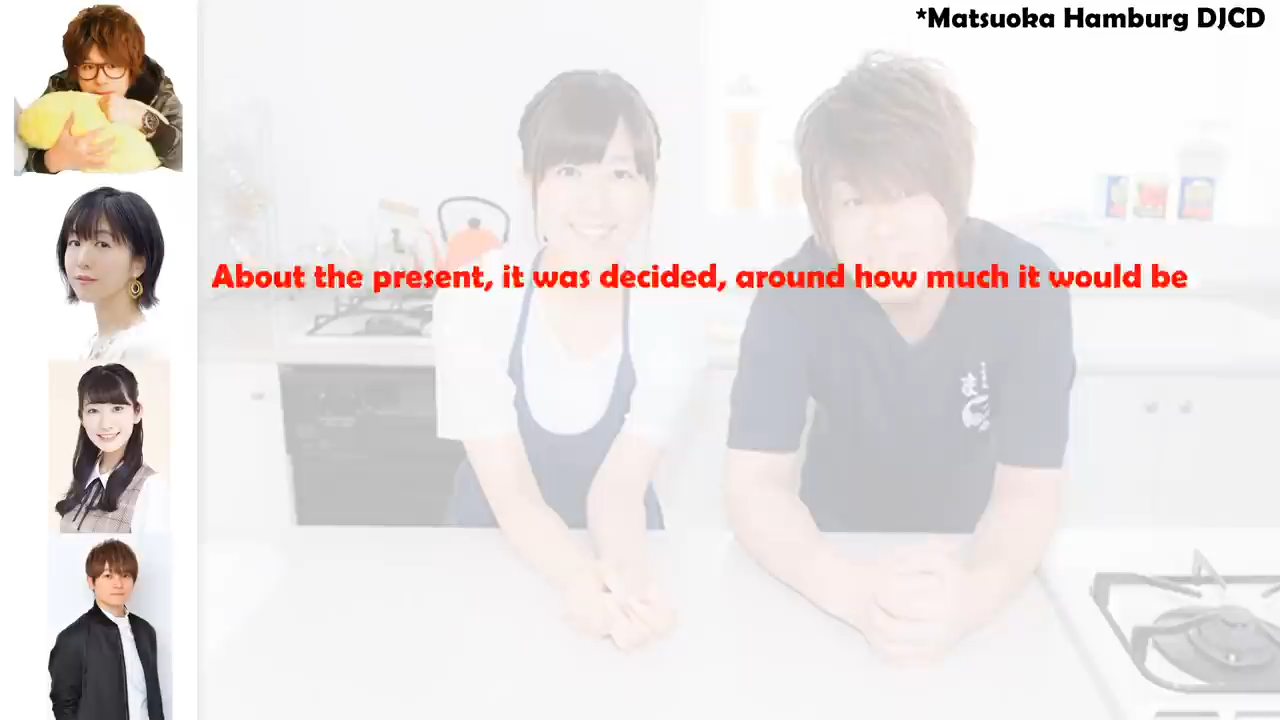 *Matsuoka Hamburg DJCD
About the present, it was decided, around how much it would be